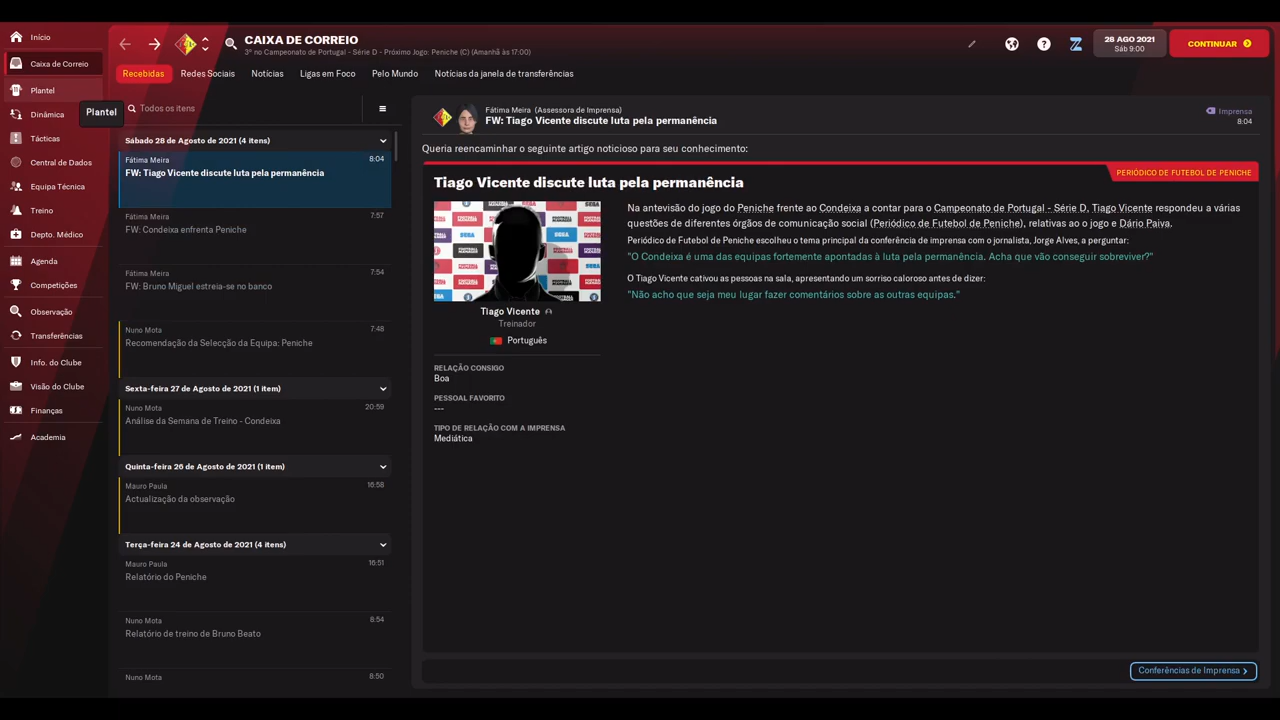 Início
Caixa de Correio
Plantel
Dinâmica
Plantel
Tácticas
Central de Dados
Equipa Técnica
Treino
Depto. Médico
Agenda
Competições
Observação
Transferências
Info. do Clube
Visão do Clube
Finanças
Academia
CAIXA DE CORREIO
3º no Campeonato de Portugal - Série D - Próximo Jogo: Peniche (C) (Amanhã às 17:00)
28 AGO 2021
Sáb 9:00
CONTINUAR
Recebidas
Redes Sociais
Notícias
Ligas em Foco
Pelo Mundo
Notícias da janela de transferências
Todos os itens
Sábado 28 de Agosto de 2021 (4 itens)
Fátima Meira 8:04
FW: Tiago Vicente discute luta pela permanência
Fátima Meira 7:57
FW: Condeixa enfrenta Peniche
Fátima Meira 7:54
FW: Bruno Miguel estreia-se no banco
Nuno Mota 7:48
Recomendação da Selecção da Equipa: Peniche
Sexta-feira 27 de Agosto de 2021 (1 item)
Nuno Mota 20:59
Análise da Semana de Treino - Condeixa
Quinta-feira 26 de Agosto de 2021 (1 item)
Mauro Paula 16:58
Actualização da observação
Terça-feira 24 de Agosto de 2021 (4 itens)
Mauro Paula 16:51
Relatório do Peniche
Nuno Mota 8:54
Relatório de treino de Bruno Beato
Nuno Mota 8:50
Fátima Meira (Assessora de Imprensa)
FW: Tiago Vicente discute luta pela permanência
Imprensa
8:04
Queria reencaminhar o seguinte artigo noticioso para seu conhecimento:
PERIÓDICO DE FUTEBOL DE PENICHE
Tiago Vicente discute luta pela permanência
Tiago Vicente
Treinador
Português
RELAÇÃO CONSIGO
Boa
PESSOAL FAVORITO
---
TIPO DE RELAÇÃO COM A IMPRENSA
Mediática
Na antevisão do jogo do Peniche frente ao Condeixa a contar para o Campeonato de Portugal - Série D, Tiago Vicente respondeu a várias
questões de diferentes órgãos de comunicação social (Periódico de Futebol de Peniche), relativas ao jogo e Dário Paiva.
Periódico de Futebol de Peniche escolheu o tema principal da conferência de imprensa com o jornalista, Jorge Alves, a perguntar:
"O Condeixa é uma das equipas fortemente apontadas à luta pela permanência. Acha que vão conseguir sobreviver?"
O Tiago Vicente cativou as pessoas na sala, apresentando um sorriso caloroso antes de dizer:
"Não acho que seja meu lugar fazer comentários sobre as outras equipas."
Conferências de Imprensa